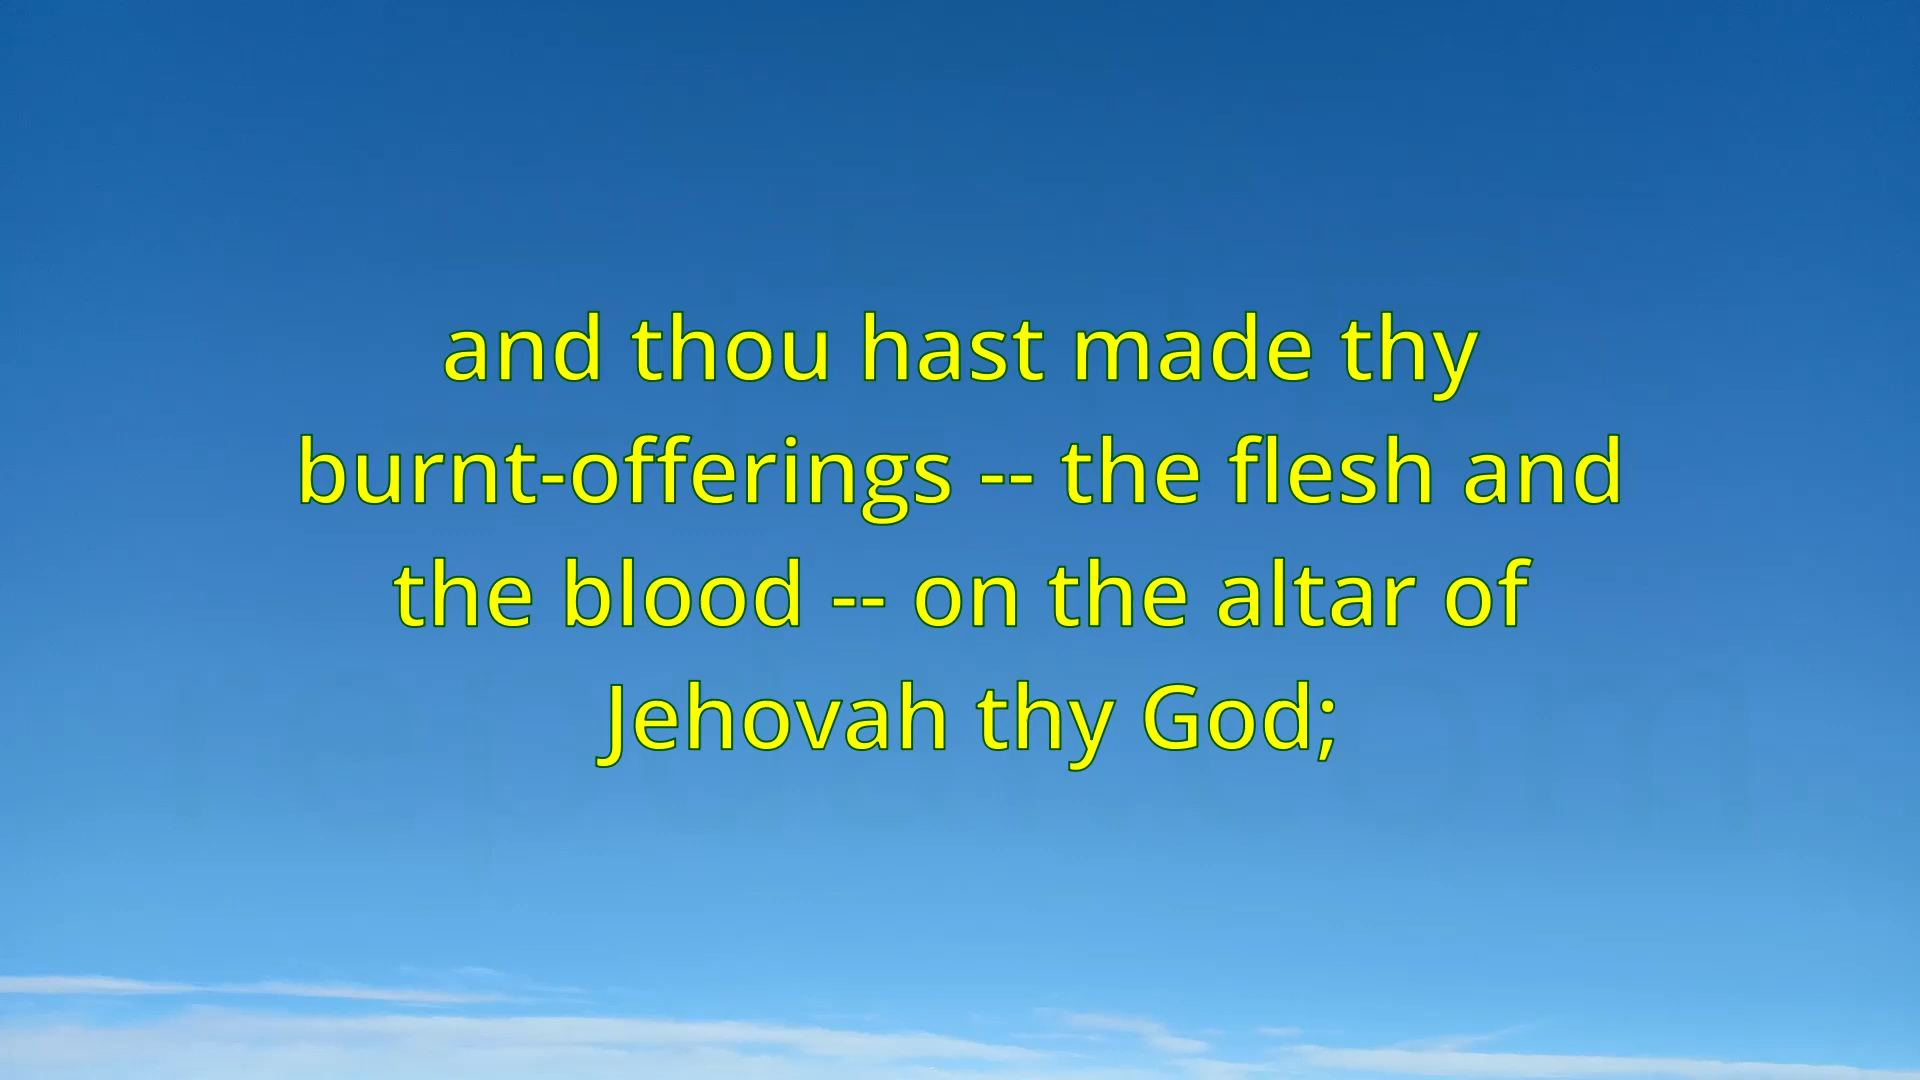 and thou hast made thy
burnt-offerings -- the flesh and
the blood -- on the altar of
Jehovah thy God;